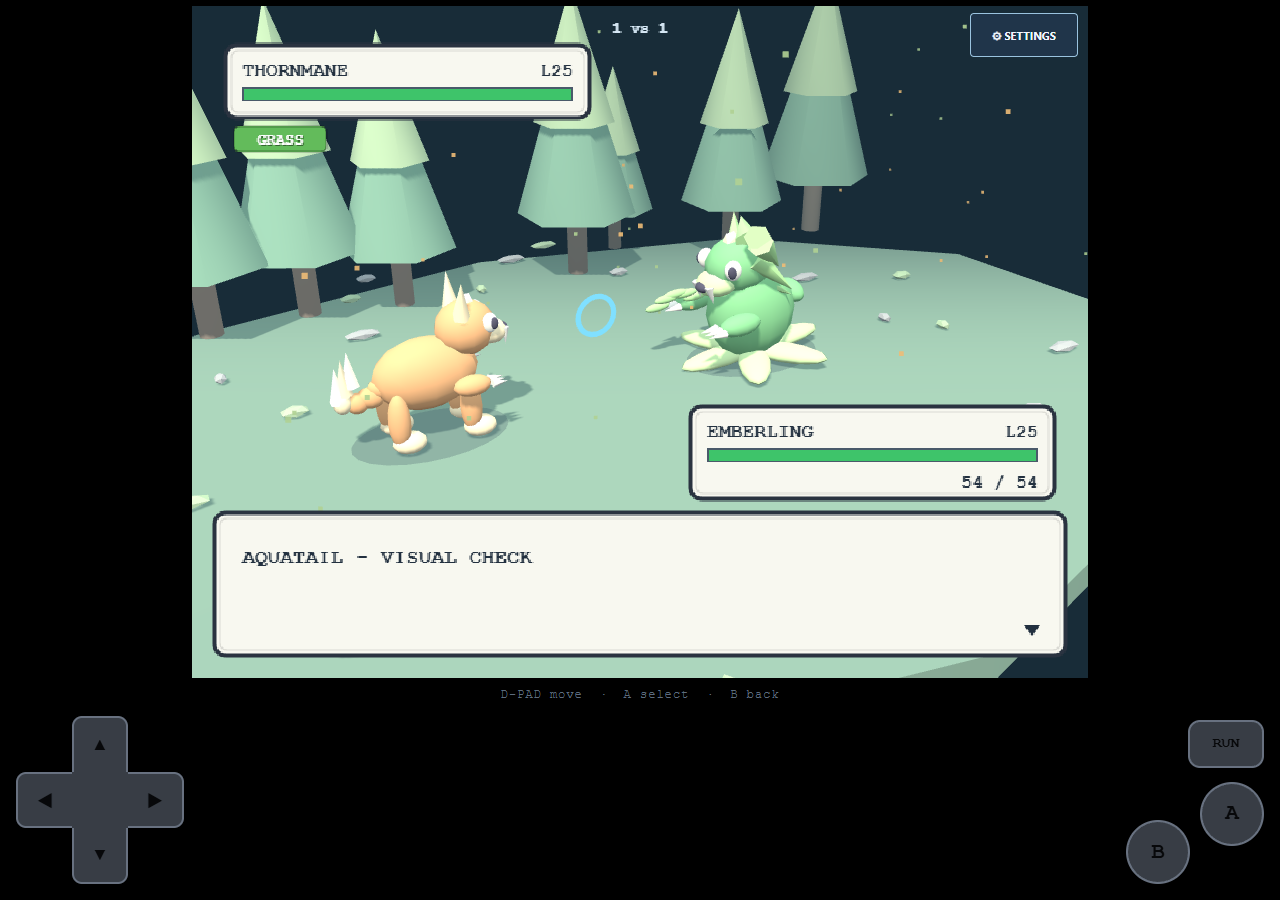 1 vs 1
⚙ SETTINGS
THORNMANE L25
GRASS
EMBERLING L25
54 / 54
AQUATAIL - VISUAL CHECK
D-PAD move · A select · B back
RUN
A
B